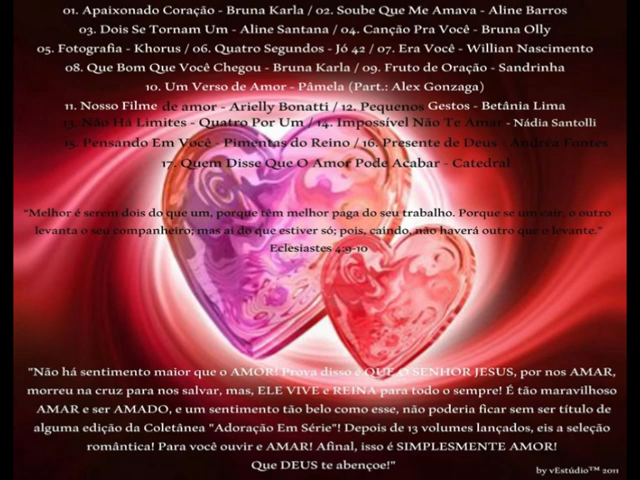 01. Apaixonado Coração - Bruna Karla / 02. Soube Que Me Amava - Aline Barros
03. Dois Se Tornam Um - Aline Santana / 04. Canção Pra Você - Bruna Olly
05. Fotografia - Khorus / 06. Quatro Segundos - Jó 42 / 07. Era Você - Willian Nascimento
08. Que Bom Que Você Chegou - Bruna Karla / 09. Fruto de Oração - Sandrinha
10. Um Verso de Amor - Pâmela (Part.: Alex Gonzaga)
11. Nosso Filme de amor - Arielly Bonatti / 12. Pequenos Gestos - Betânia Lima
13. Não Há Limites - Quatro Por Um / 14. Impossível Não Te Amar - Nádia Santolli
15. Pensando Em Você - Pimentas do Reino / 16. Presente de Deus - Andréa Fontes
17. Quem Disse Que O Amor Pode Acabar - Catedral
"Melhor é serem dois do que um, porque têm melhor paga do seu trabalho. Porque se um cair, o outro
levanta o seu companheiro; mas ai do que estiver só; pois, caindo, não haverá outro que o levante."
Eclesiastes 4:9-10
"Não há sentimento maior que o AMOR! Prova disso é QUE O SENHOR JESUS, por nos AMAR,
morreu na cruz para nos salvar, mas, ELE VIVE e REINA para todo o sempre! É tão maravilhoso
AMAR e ser AMADO, e um sentimento tão belo como esse, não poderia ficar sem ser título de
alguma edição da Coletânea "Adoração Em Série"! Depois de 13 volumes lançados, eis a seleção
romântica! Para você ouvir e AMAR! Afinal, isso é SIMPLESMENTE AMOR!
Que DEUS te abençoe!"
by vEstúdio™ 2011